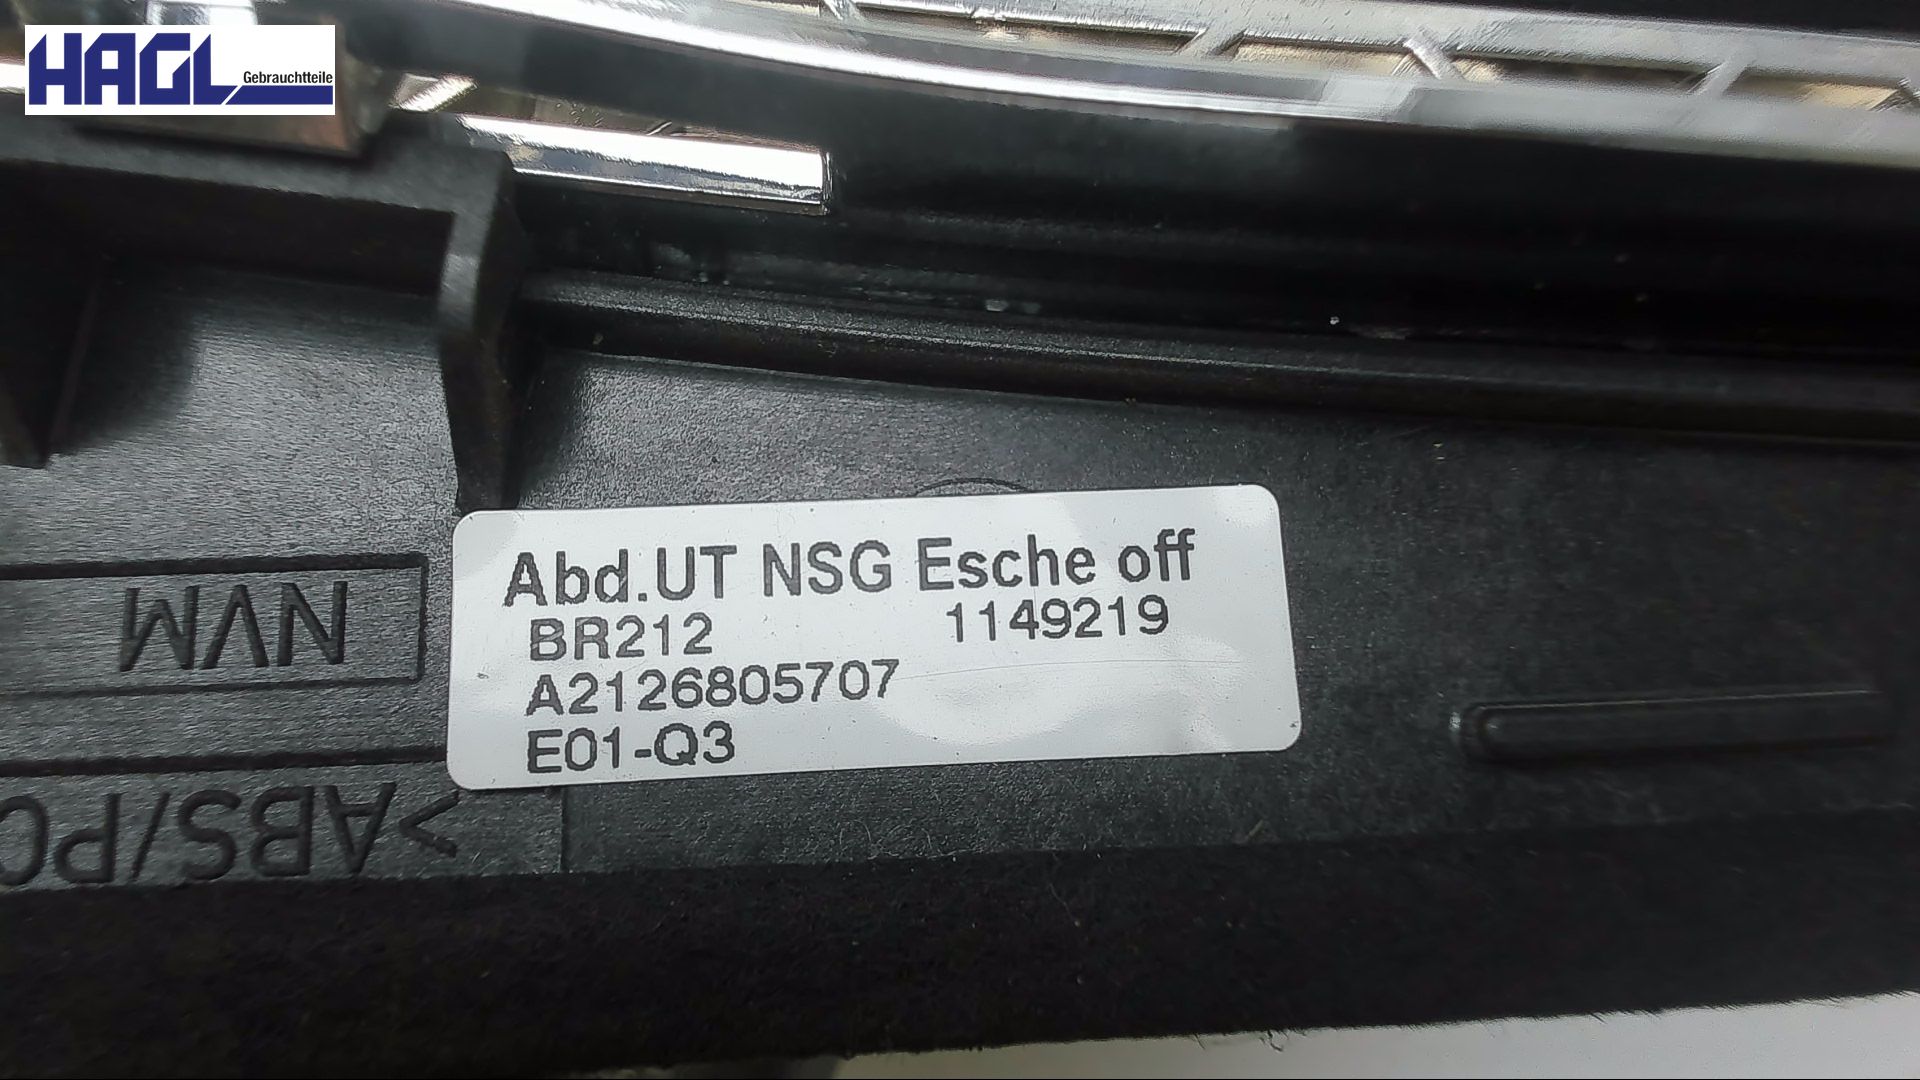 HAGL
Gebrauchtteile
Abd.UT NSG Esche off
BR212 1149219
A2126805707
E01-Q3
NVM
>ABS/PC